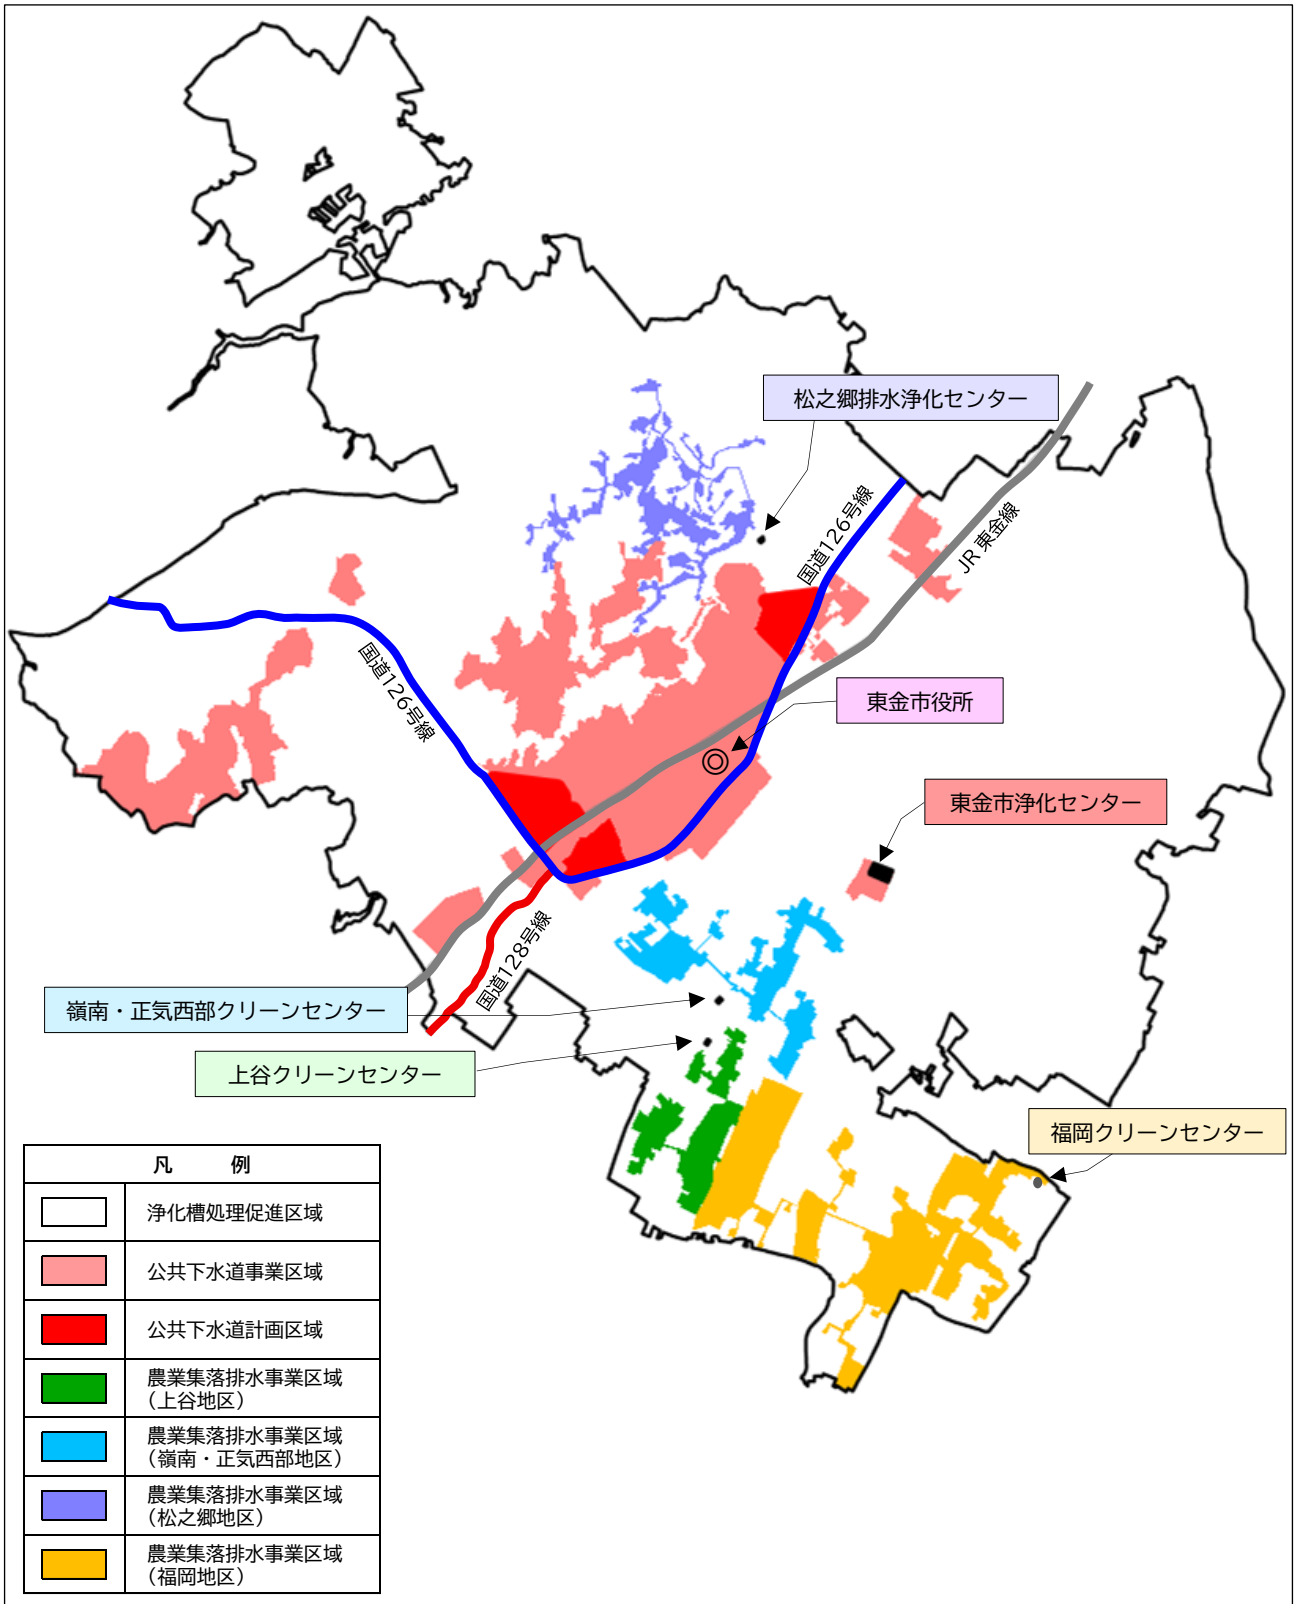 松之郷排水浄化センター
国道126号線
JR 東金線
国道126号線
東金市役所
東金市浄化センター
国道128号線
嶺南・正気西部クリーンセンター
上谷クリーンセンター
福岡クリーンセンター
凡 例
浄化槽処理促進区域
公共下水道事業区域
公共下水道計画区域
農業集落排水事業区域
(上谷地区)
農業集落排水事業区域
(嶺南・正気西部地区)
農業集落排水事業区域
(松之郷地区)
農業集落排水事業区域
(福岡地区)